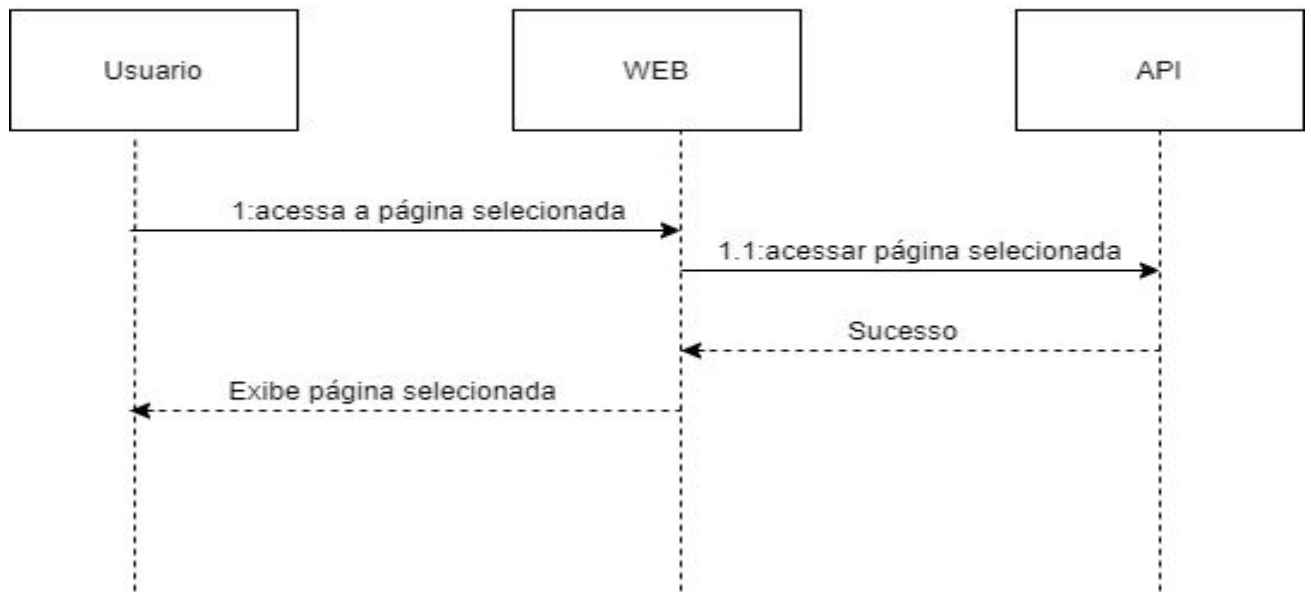 Usuario
WEB
API
1:acessa a página selecionada
1.1:acessar página selecionada
Sucesso
Exibe página selecionada